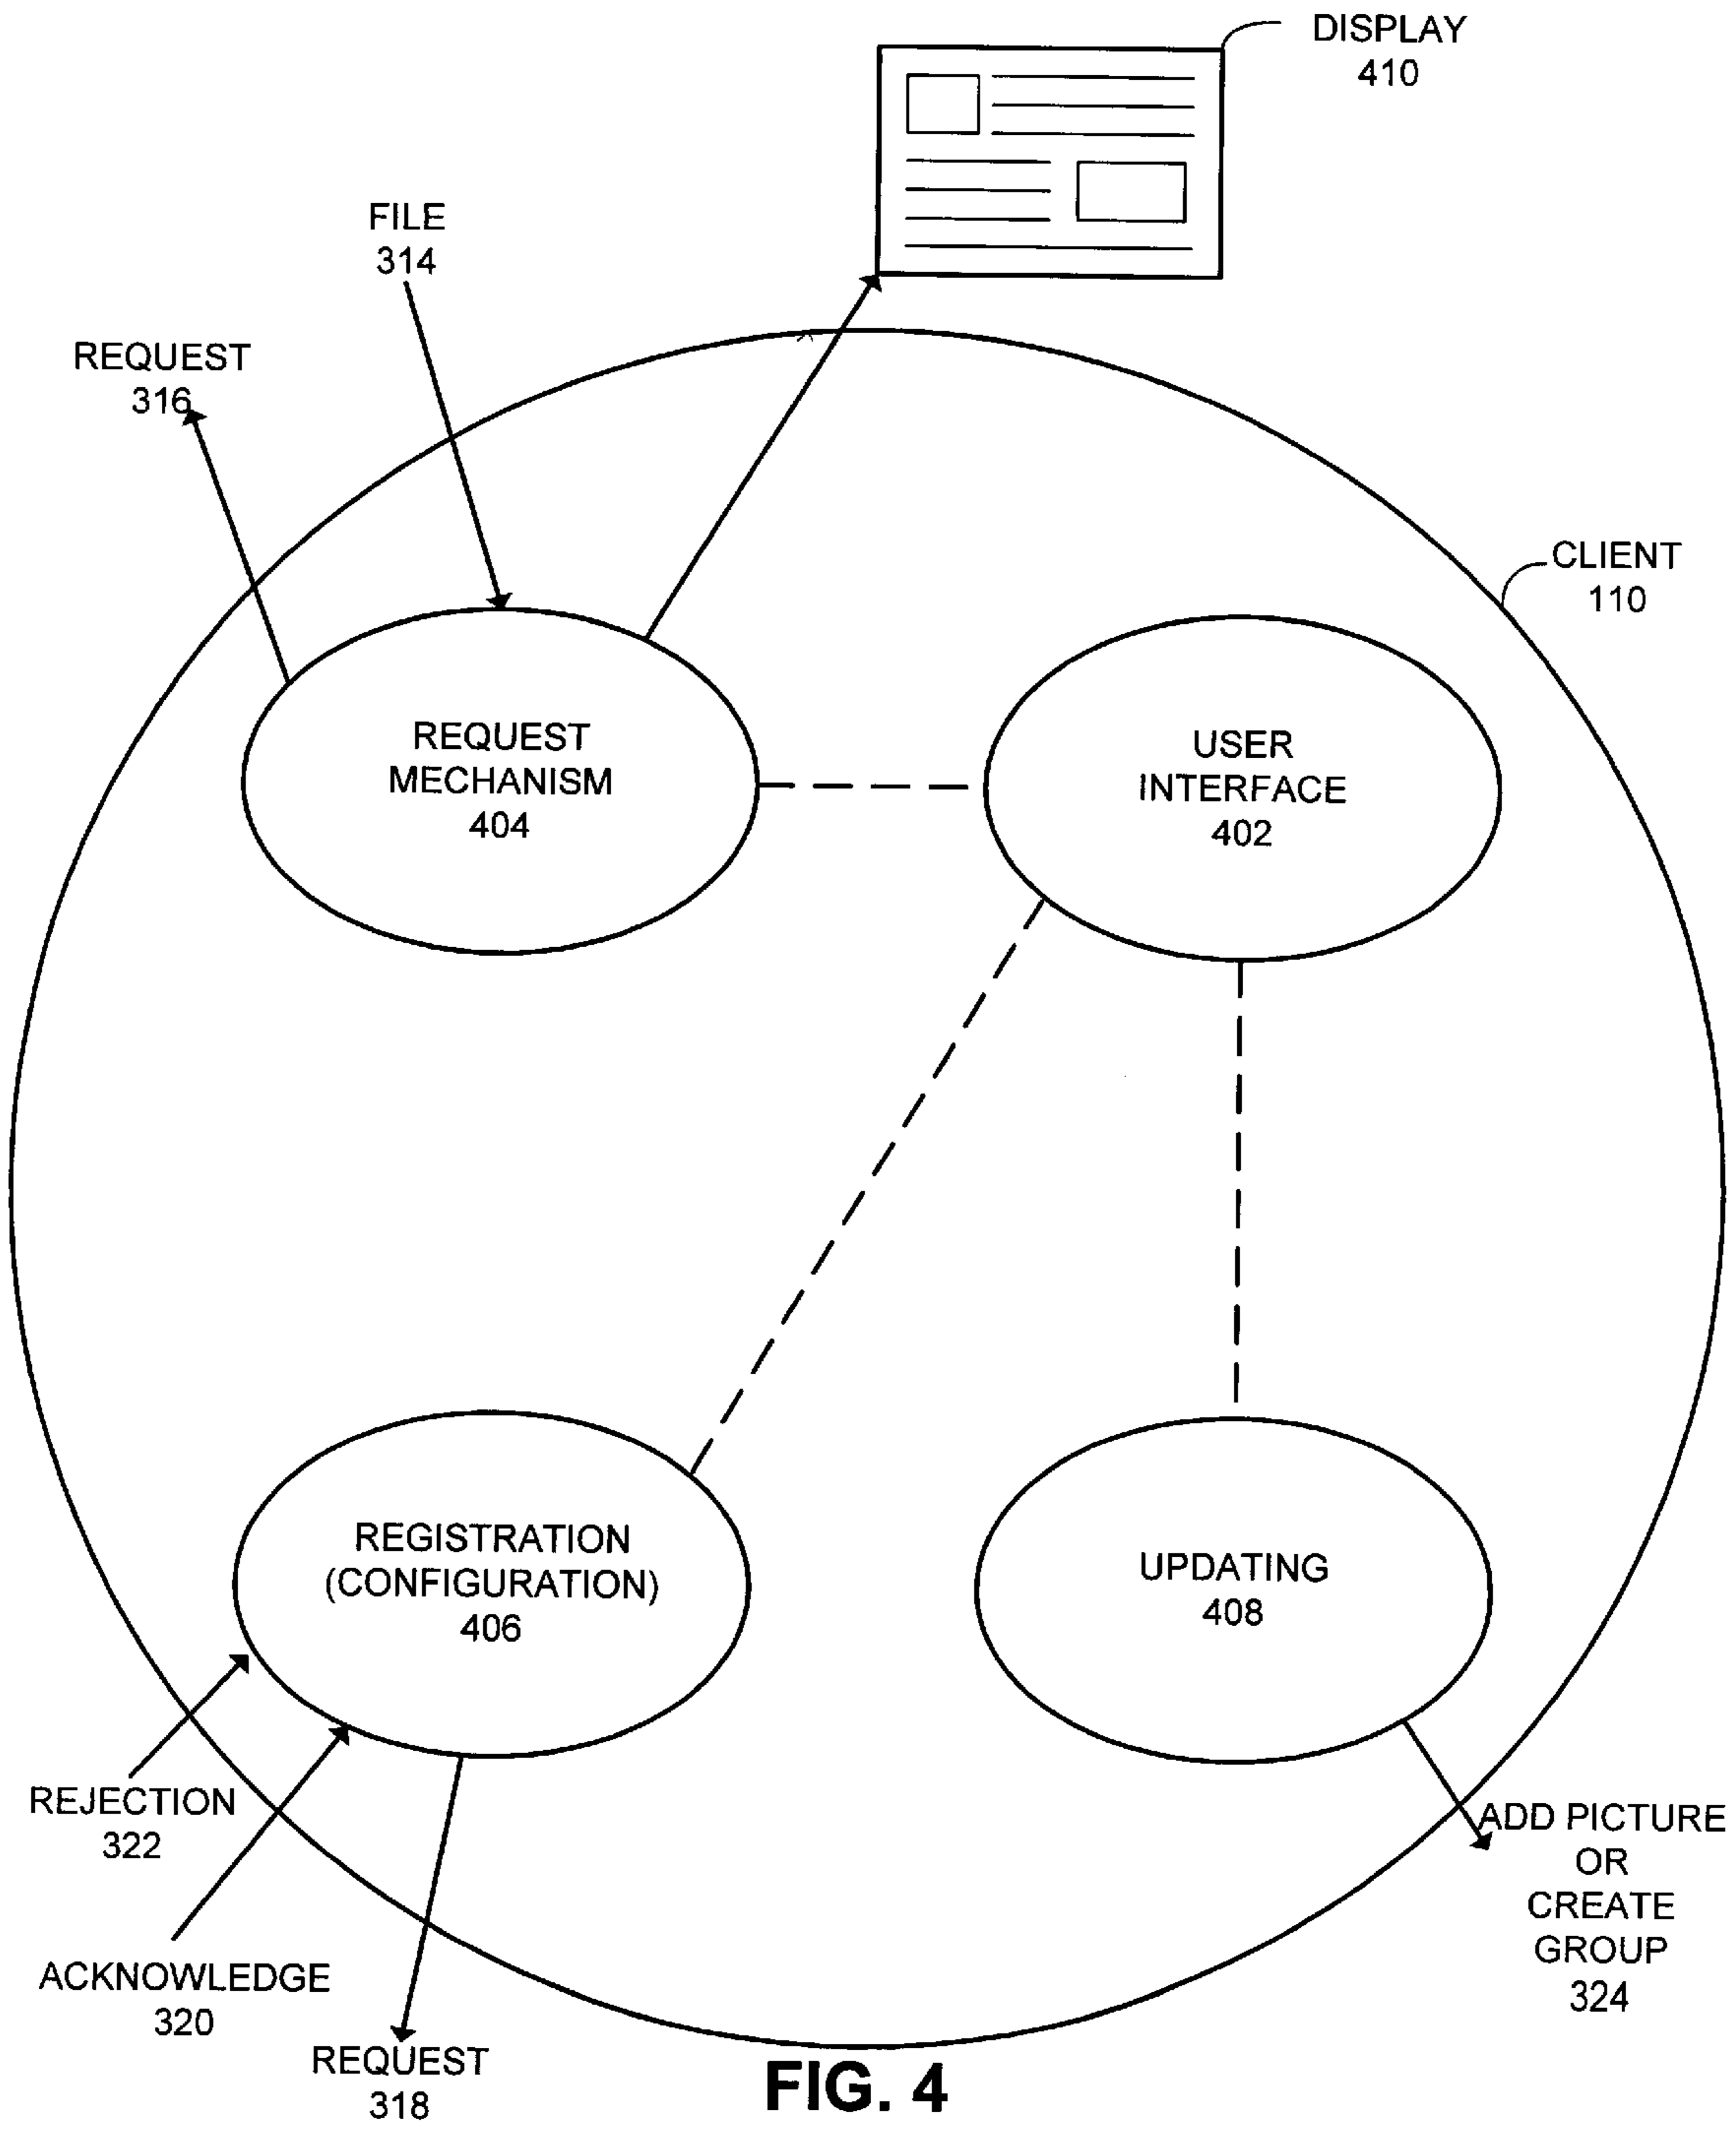 DISPLAY
410
FILE
314
REQUEST
316
CLIENT
110
REQUEST
MECHANISM
404
USER
INTERFACE
402
REGISTRATION
(CONFIGURATION)
406
UPDATING
408
REJECTION
322
ADD PICTURE
OR
CREATE
GROUP
324
ACKNOWLEDGE
320
REQUEST
318
FIG. 4